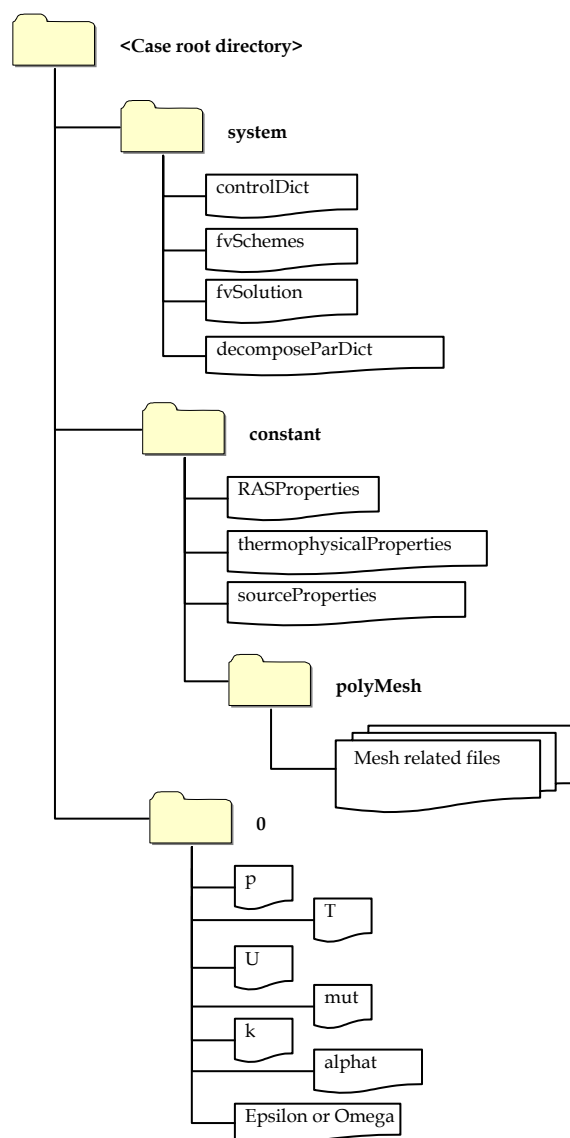 <Case root directory>
system
controlDict
fvSchemes
fvSolution
decomposeParDict
constant
RASProperties
thermophysicalProperties
sourceProperties
polyMesh
Mesh related files
0
p
T
U
mut
k
alphat
Epsilon or Omega